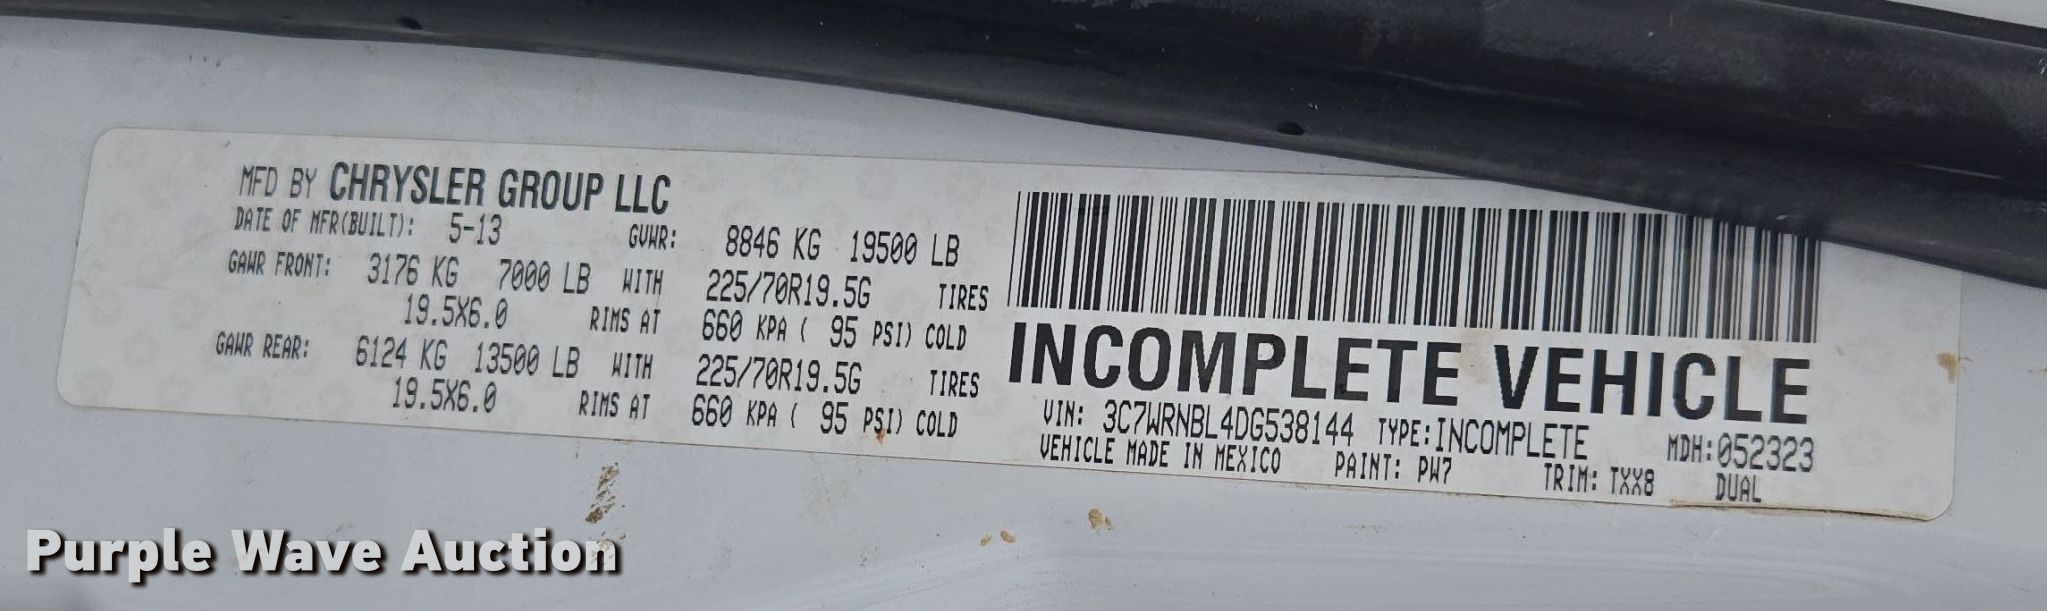 MFD BY CHRYSLER GROUP LLC
DATE OF MFR(BUILT): 5-13 GVWR: 8846 KG 19500 LB
GAWR FRONT: 3176 KG 7000 LB WITH 225/70R19.5G TIRES
19.5X6.0 RIMS AT 660 KPA ( 95 PSI) COLD
GAWR REAR: 6124 KG 13500 LB WITH 225/70R19.5G TIRES
19.5X6.0 RIMS AT 660 KPA ( 95 PSI) COLD
INCOMPLETE VEHICLE
VIN: 3C7WRNBL4DG538144 TYPE:INCOMPLETE MDH:052323
VEHICLE MADE IN MEXICO PAINT: PW7 TRIM: TXX8 DUAL
Purple Wave Auction